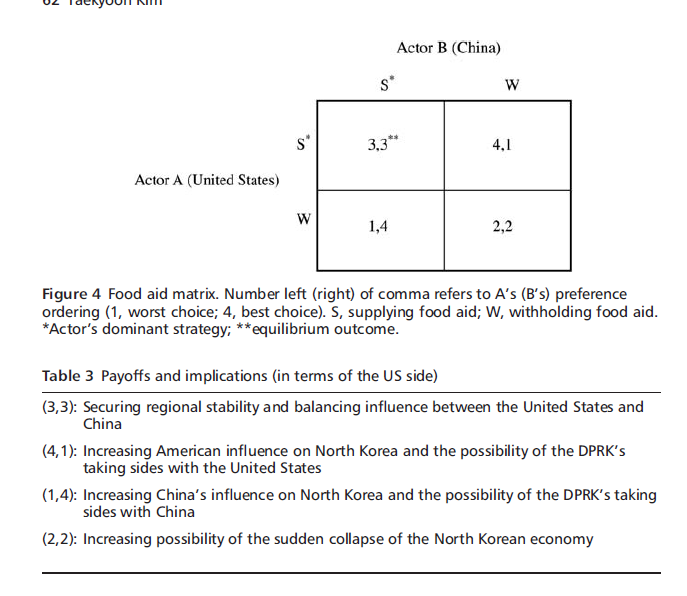 62 Taekyoon Kim
Actor B (China)
S* W
S* 3,3** 4,1
Actor A (United States)
W 1,4 2,2
Figure 4 Food aid matrix. Number left (right) of comma refers to A's (B's) preference
ordering (1, worst choice; 4, best choice). S, supplying food aid; W, withholding food aid.
*Actor's dominant strategy; **equilibrium outcome.
Table 3 Payoffs and implications (in terms of the US side)
(3,3): Securing regional stability and balancing influence between the United States and
China
(4,1): Increasing American influence on North Korea and the possibility of the DPRK's
taking sides with the United States
(1,4): Increasing China's influence on North Korea and the possibility of the DPRK's taking
sides with China
(2,2): Increasing possibility of the sudden collapse of the North Korean economy